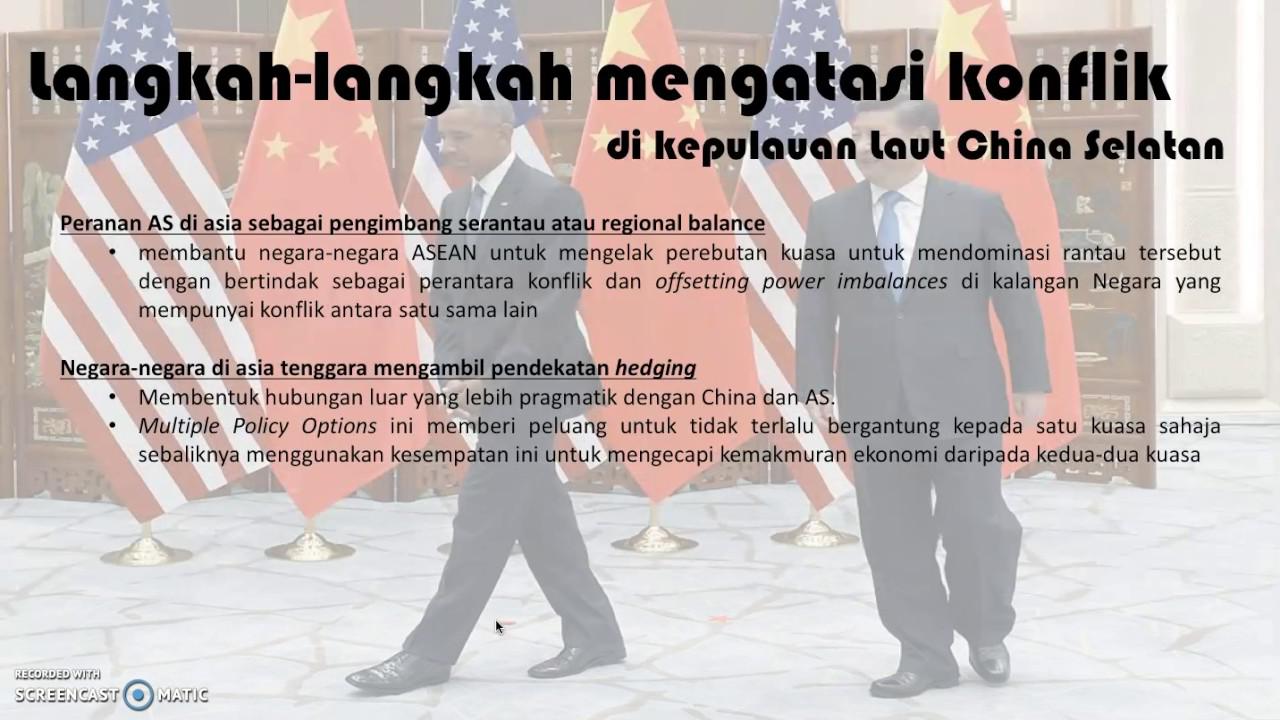 Langkah-langkah mengatasi konflik
di kepulauan Laut China Selatan
Peranan AS di asia sebagai pengimbang serantau atau regional balance
• membantu negara-negara ASEAN untuk mengelak perebutan kuasa untuk mendominasi rantau tersebut
dengan bertindak sebagai perantara konflik dan offsetting power imbalances di kalangan Negara yang
mempunyai konflik antara satu sama lain
Negara-negara di asia tenggara mengambil pendekatan hedging
• Membentuk hubungan luar yang lebih pragmatik dengan China dan AS.
• Multiple Policy Options ini memberi peluang untuk tidak terlalu bergantung kepada satu kuasa sahaja
sebaliknya menggunakan kesempatan ini untuk mengecapi kemakmuran ekonomi daripada kedua-dua kuasa
RECORDED WITH
SCREENCAST MATIC